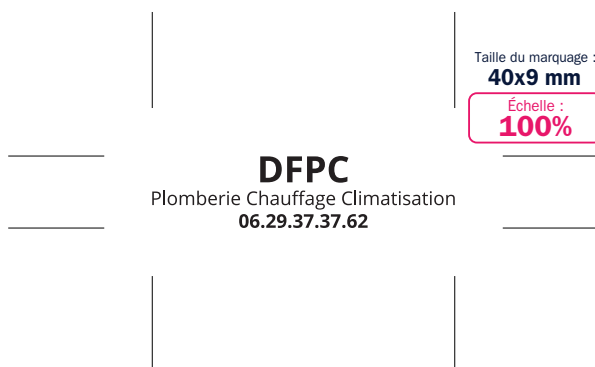 Taille du marquage :
40x9 mm
Échelle :
100%
DFPC
Plomberie Chauffage Climatisation
06.29.37.37.62